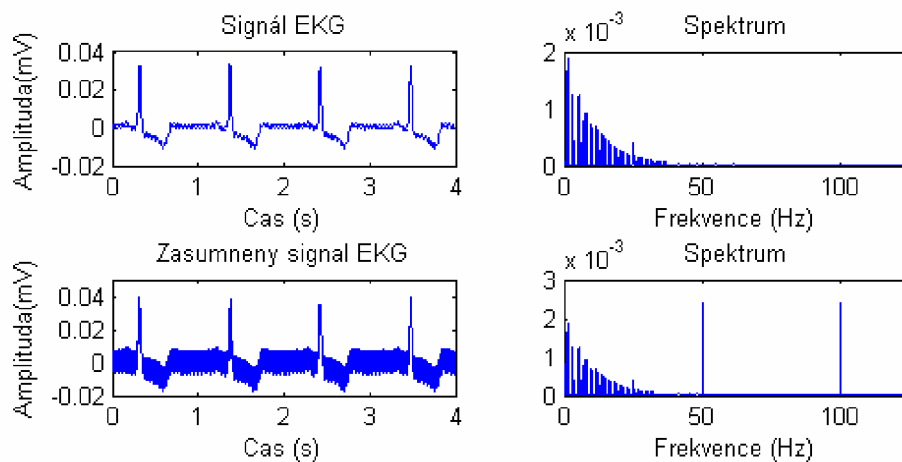 Signál EKG
Amplituda(mV)
0.04
0.02
0
-0.02
0 1 2 3 4
Cas (s)
Spektrum
x 10⁻³
2
1
0
0 50 100
Frekvence (Hz)
Zasumneny signal EKG
Amplituda(mV)
0.04
0.02
0
-0.02
0 1 2 3 4
Cas (s)
Spektrum
x 10⁻³
3
2
1
0
0 50 100
Frekvence (Hz)